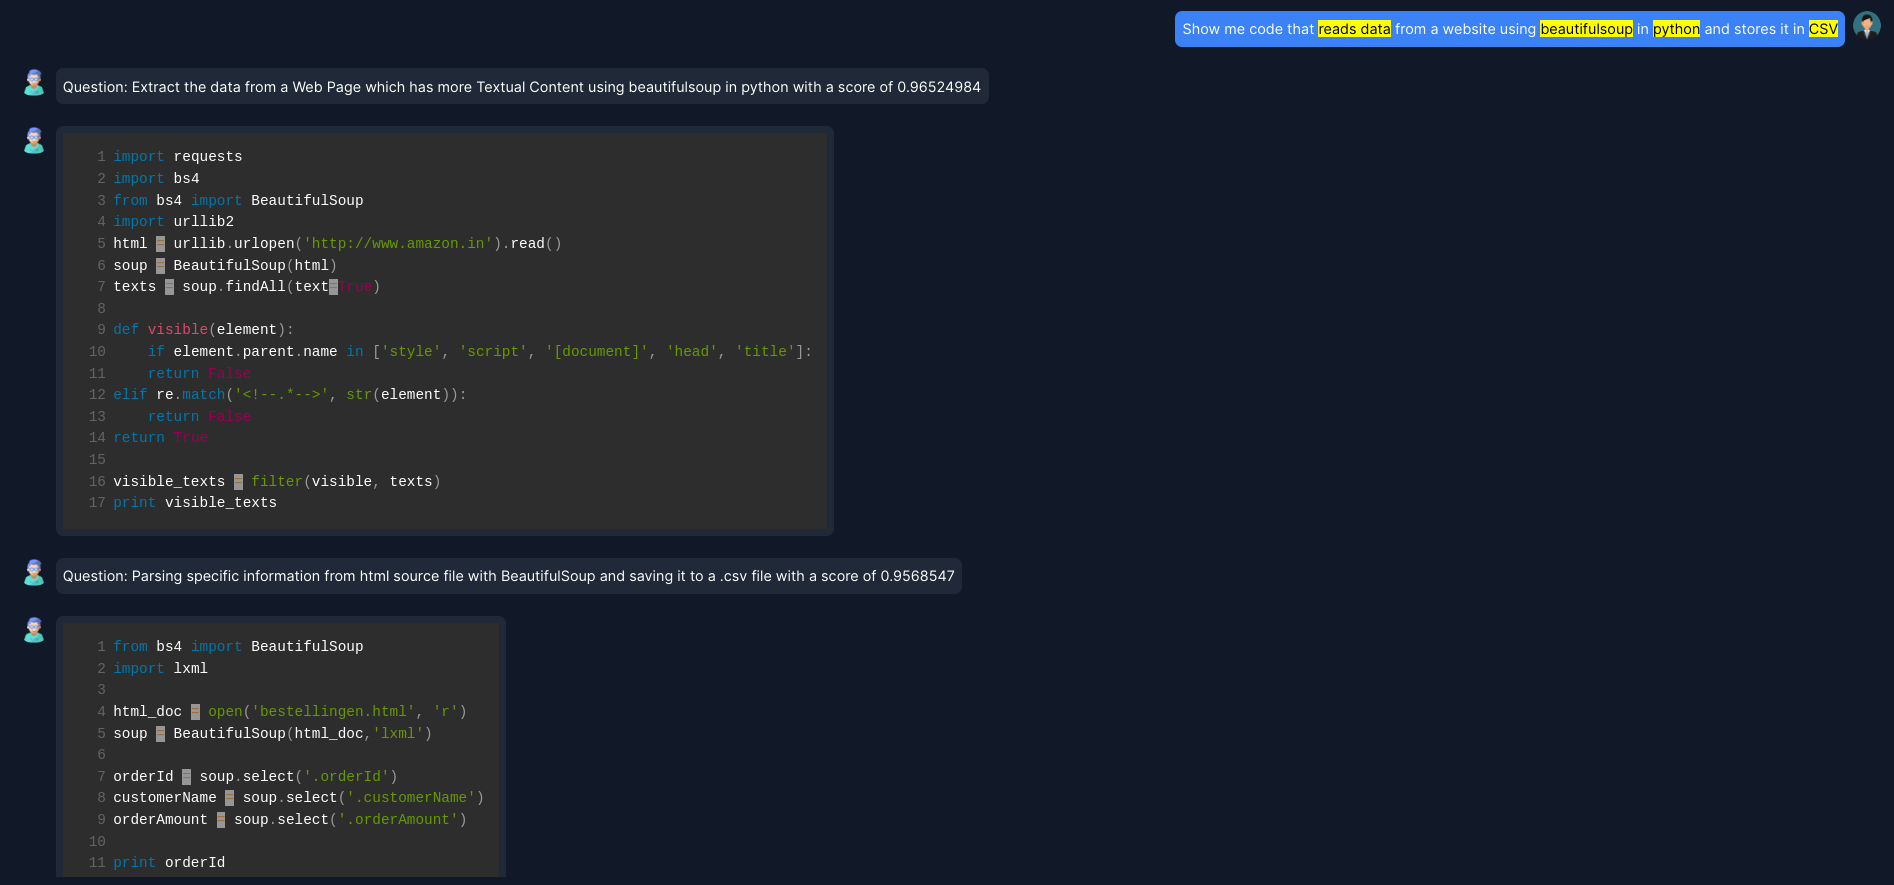 Show me code that reads data from a website using beautifulsoup in python and stores it in CSV
Question: Extract the data from a Web Page which has more Textual Content using beautifulsoup in python with a score of 0.96524984
1 import requests
2 import bs4
3 from bs4 import BeautifulSoup
4 import urllib2
5 html = urllib.urlopen('http://www.amazon.in').read()
6 soup = BeautifulSoup(html)
7 texts = soup.findAll(text=True)
8
9 def visible(element):
10     if element.parent.name in ['style', 'script', '[document]', 'head', 'title']:
11     return False
12 elif re.match('<!--.*-->', str(element)):
13     return False
14 return True
15
16 visible_texts = filter(visible, texts)
17 print visible_texts
Question: Parsing specific information from html source file with BeautifulSoup and saving it to a .csv file with a score of 0.9568547
1 from bs4 import BeautifulSoup
2 import lxml
3
4 html_doc = open('bestellingen.html', 'r')
5 soup = BeautifulSoup(html_doc,'lxml')
6
7 orderId = soup.select('.orderId')
8 customerName = soup.select('.customerName')
9 orderAmount = soup.select('.orderAmount')
10
11 print orderId